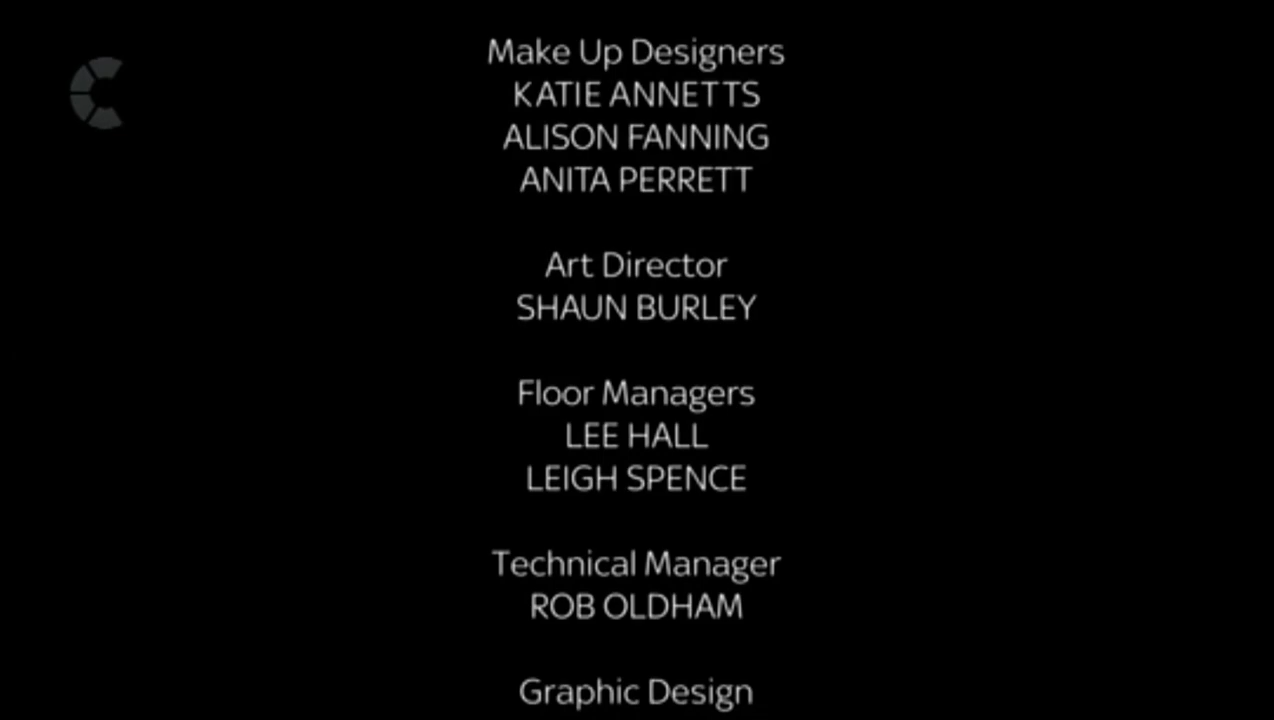 Make Up Designers
KATIE ANNETTS
ALISON FANNING
ANITA PERRETT
Art Director
SHAUN BURLEY
Floor Managers
LEE HALL
LEIGH SPENCE
Technical Manager
ROB OLDHAM
Graphic Design